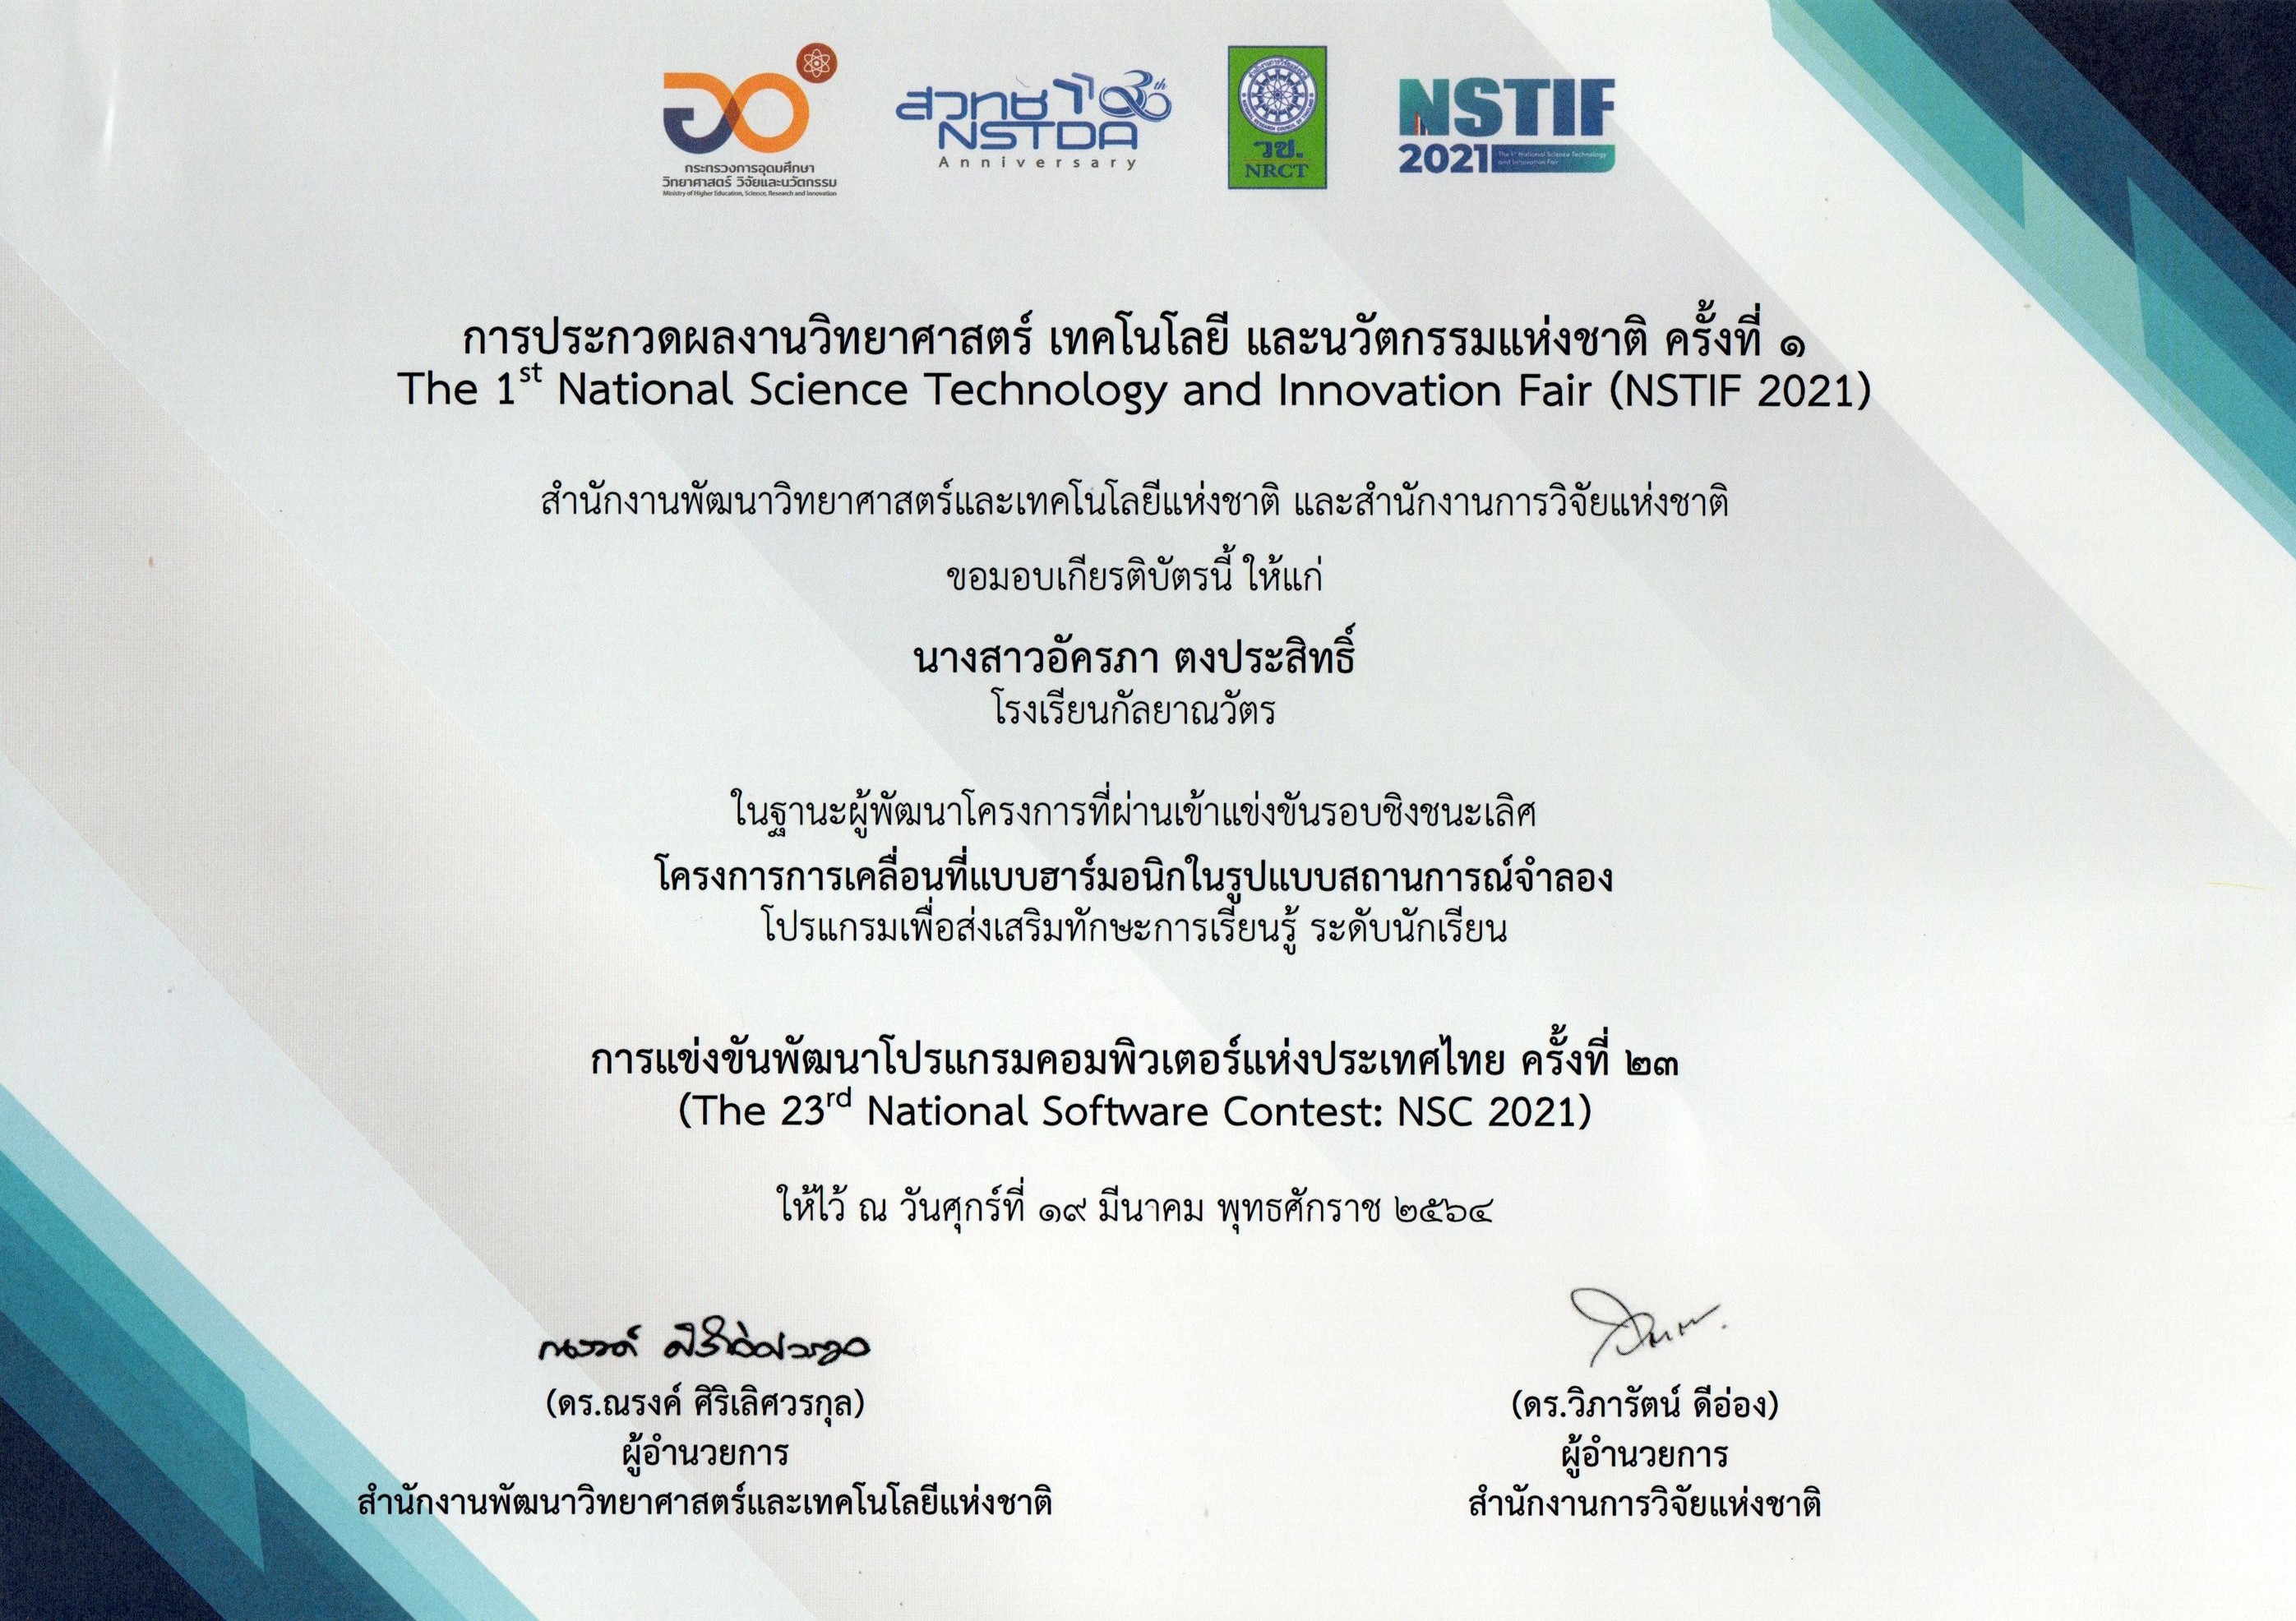 กระทรวงการอุดมศึกษา
วิทยาศาสตร์ วิจัยและนวัตกรรม
Ministry of Higher Education, Science, Research and Innovation
สวทช
30th
NSTDA
Anniversary
วช.
NRCT
NSTIF
2021
The 1st National Science Technology
and Innovation Fair
การประกวดผลงานวิทยาศาสตร์ เทคโนโลยี และนวัตกรรมแห่งชาติ ครั้งที่ ๑
The 1st National Science Technology and Innovation Fair (NSTIF 2021)
สำนักงานพัฒนาวิทยาศาสตร์และเทคโนโลยีแห่งชาติ และสำนักงานการวิจัยแห่งชาติ
ขอมอบเกียรติบัตรนี้ ให้แก่
นางสาวอัครภา ตงประสิทธิ์
โรงเรียนกัลยาณวัตร
ในฐานะผู้พัฒนาโครงการที่ผ่านเข้าแข่งขันรอบชิงชนะเลิศ
โครงการการเคลื่อนที่แบบฮาร์มอนิกในรูปแบบสถานการณ์จำลอง
โปรแกรมเพื่อส่งเสริมทักษะการเรียนรู้ ระดับนักเรียน
การแข่งขันพัฒนาโปรแกรมคอมพิวเตอร์แห่งประเทศไทย ครั้งที่ ๒๓
(The 23rd National Software Contest: NSC 2021)
ให้ไว้ ณ วันศุกร์ที่ ๑๙ มีนาคม พุทธศักราช ๒๕๖๔
(ดร.ณรงค์ ศิริเลิศวรกุล)
ผู้อำนวยการ
สำนักงานพัฒนาวิทยาศาสตร์และเทคโนโลยีแห่งชาติ
(ดร.วิภารัตน์ ดีอ่อง)
ผู้อำนวยการ
สำนักงานการวิจัยแห่งชาติ